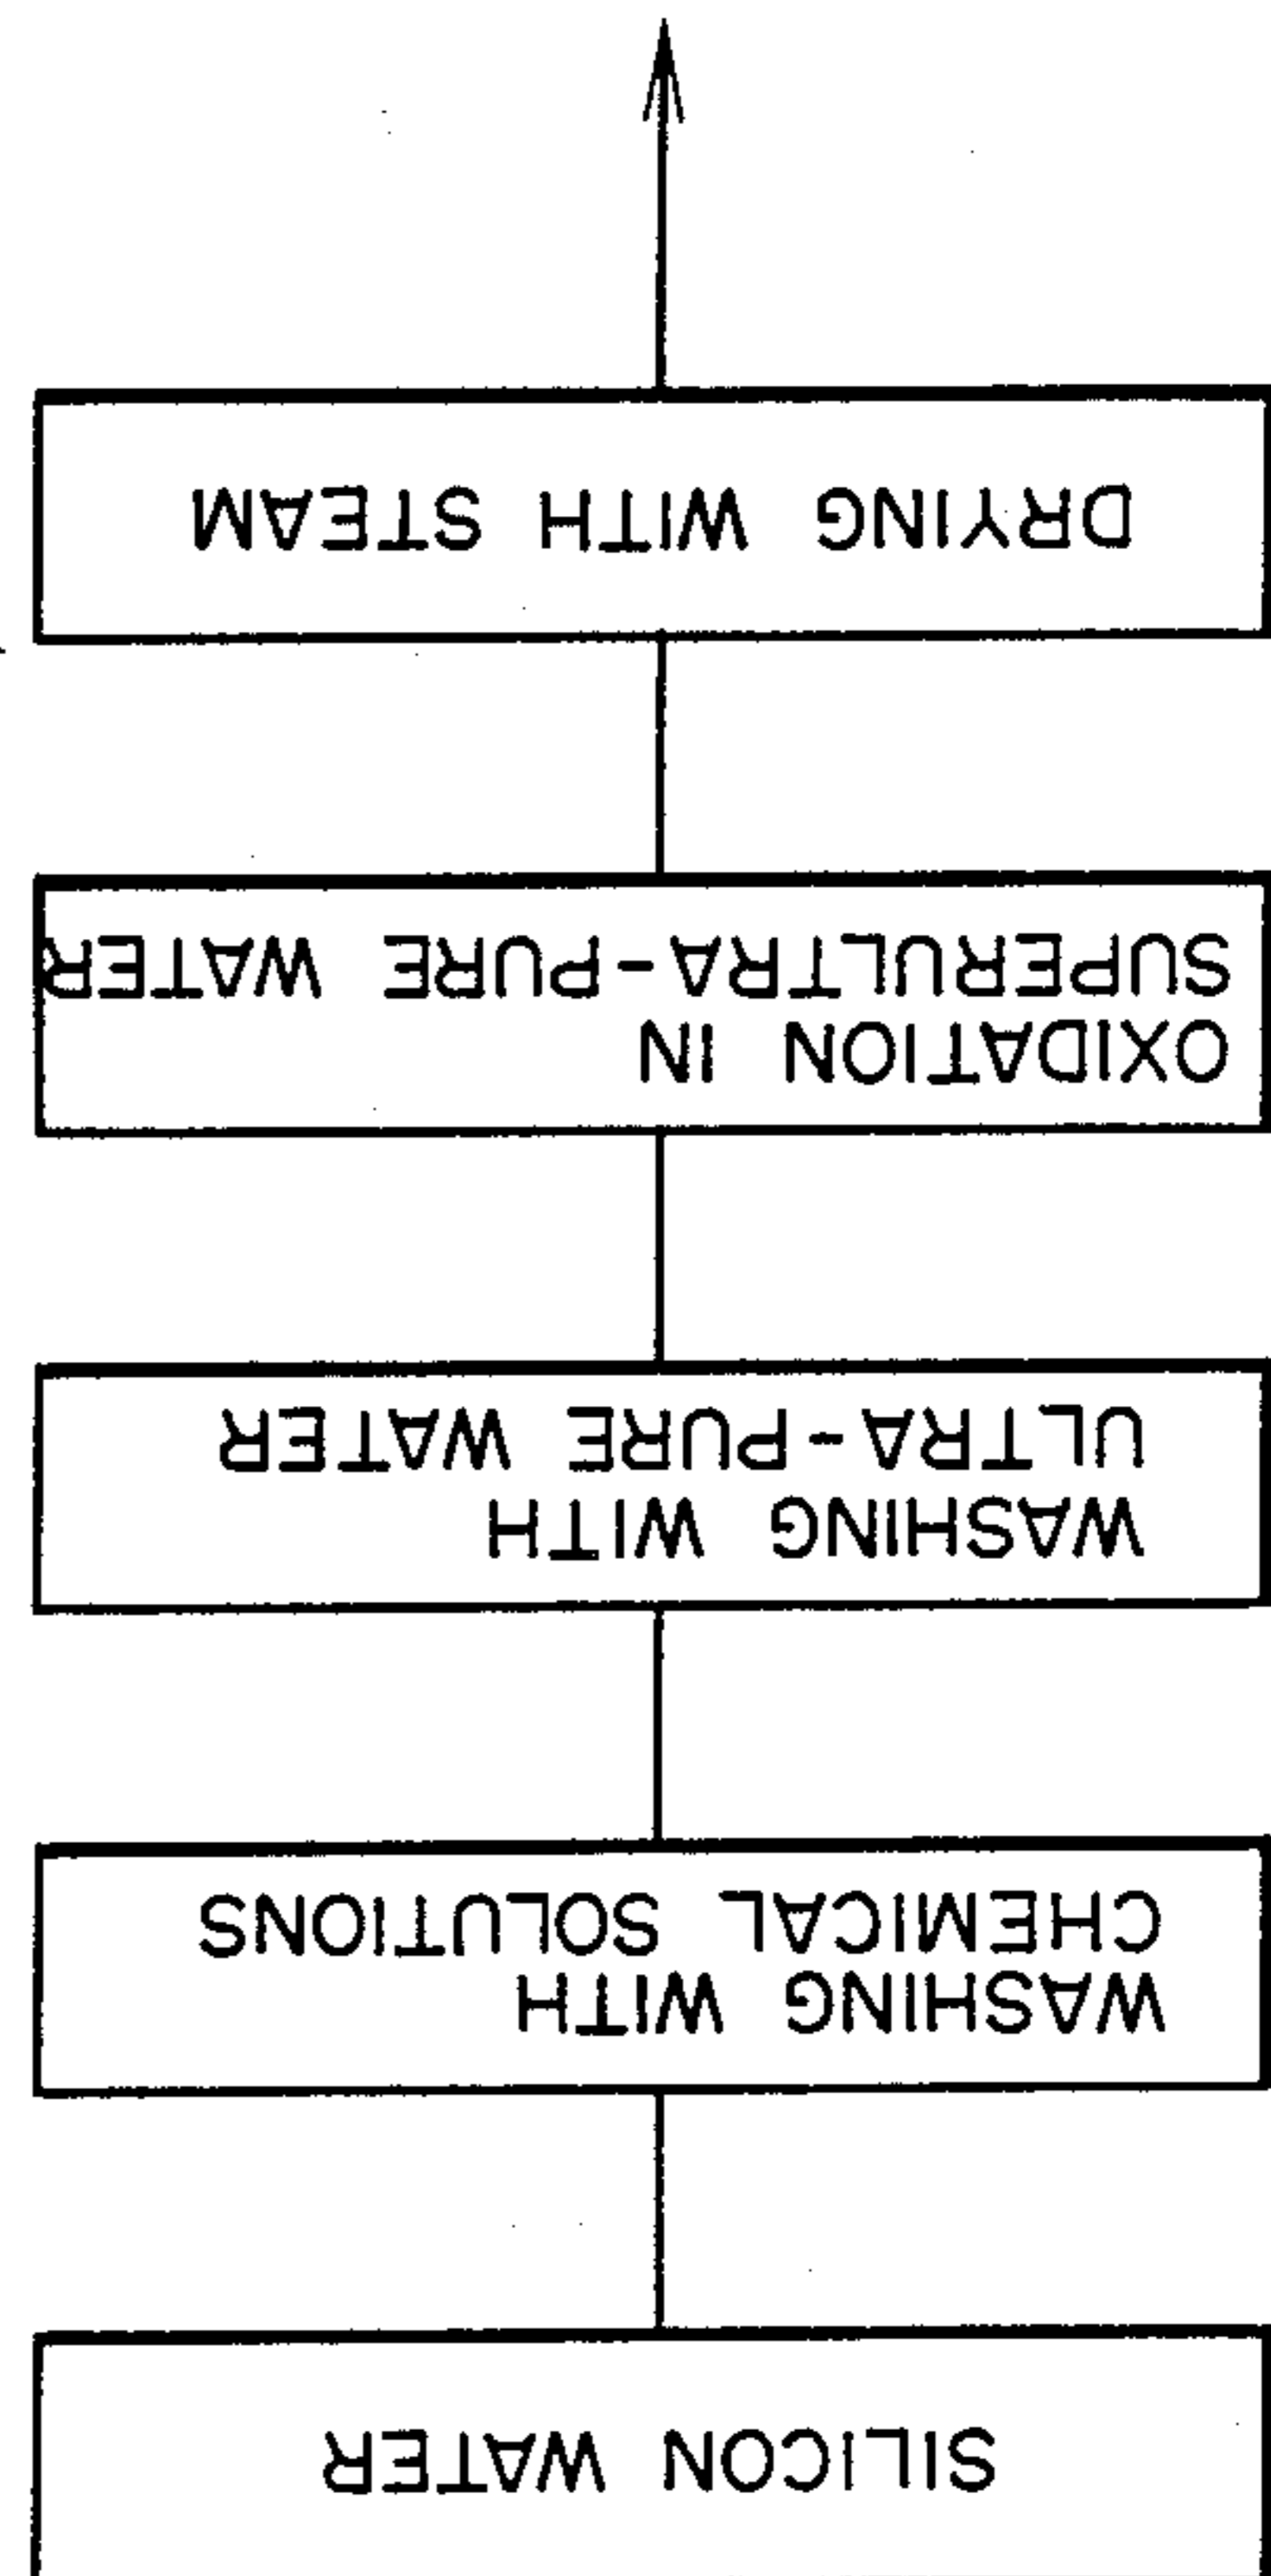 SILICON WATER
WASHING WITH
CHEMICAL SOLUTIONS
WASHING WITH
ULTRA-PURE WATER
OXIDATION IN
SUPERULTRA-PURE WATER
DRYING WITH STEAM